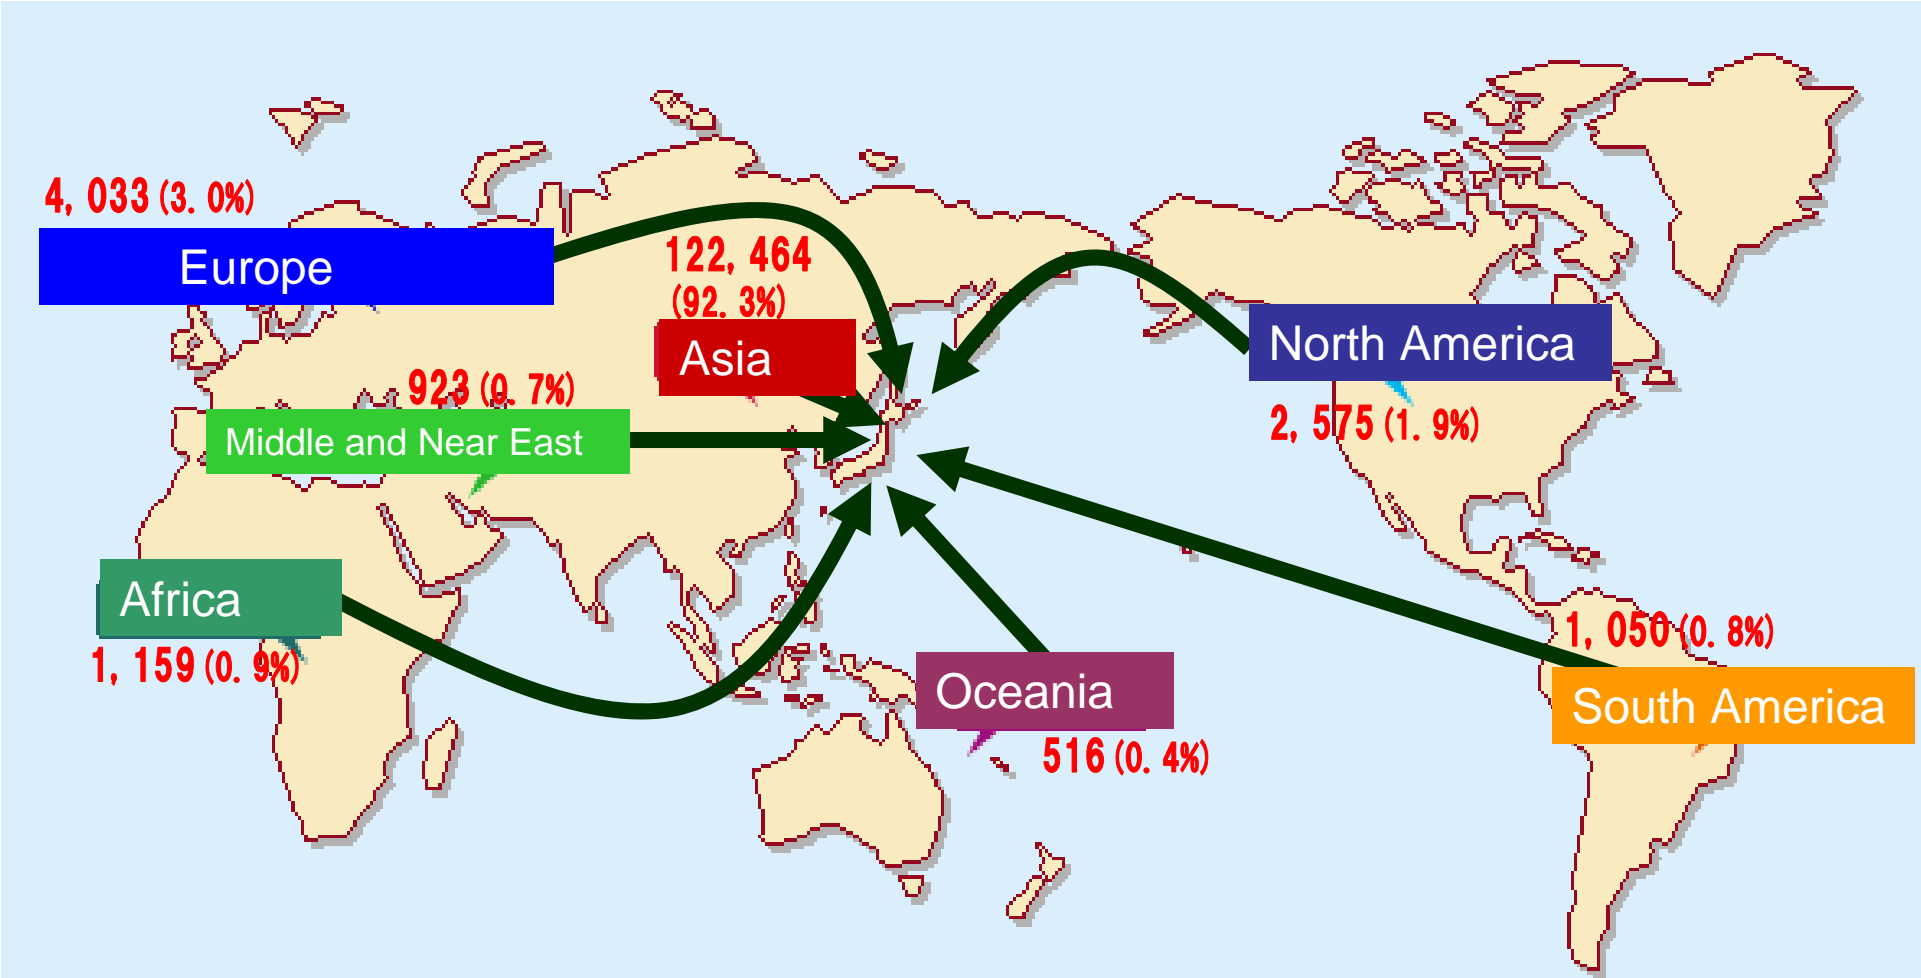 4, 033 (3. 0%)
Europe
122, 464
(92. 3%)
Asia
North America
2, 575 (1. 9%)
923 (0. 7%)
Middle and Near East
Africa
1, 159 (0. 9%)
1, 050 (0. 8%)
South America
Oceania
516 (0. 4%)